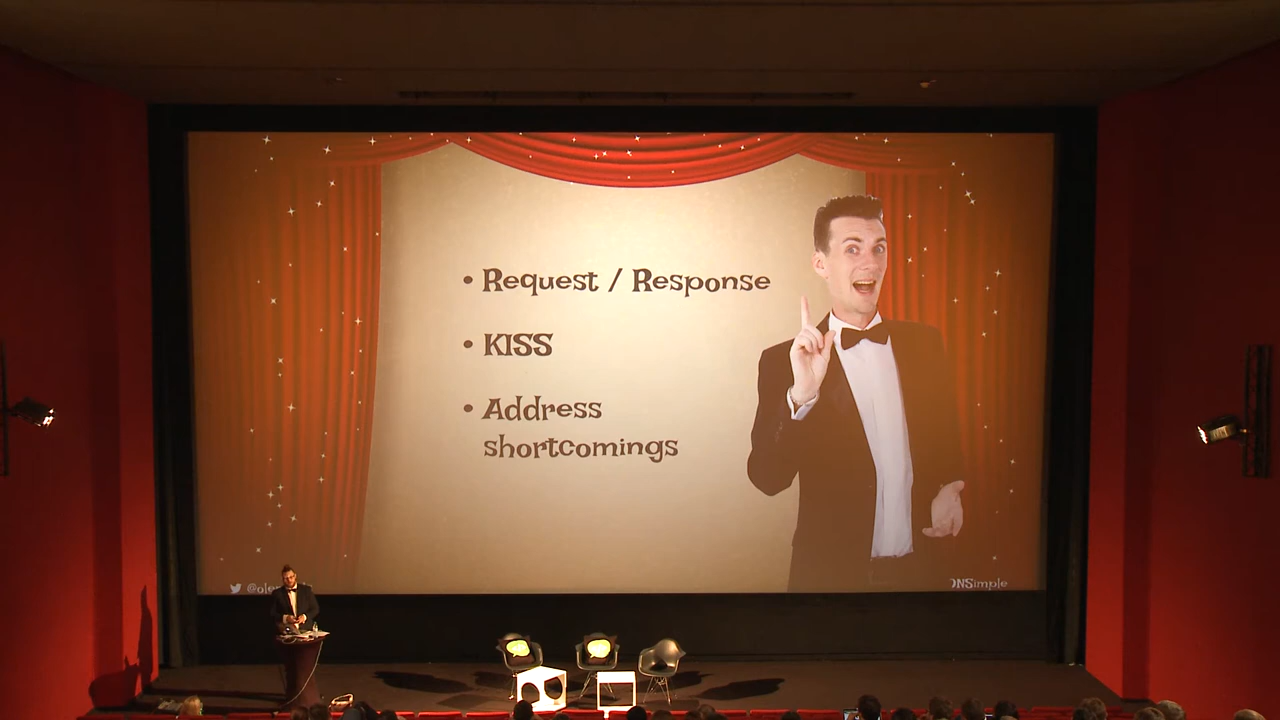 • Request / Response
• KISS
• Address
shortcomings
DNSimple